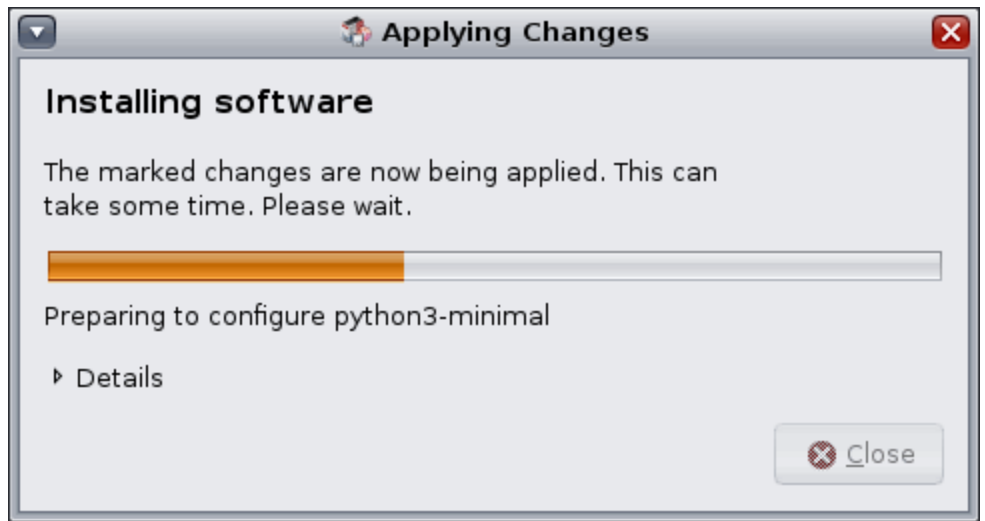 Applying Changes
Installing software
The marked changes are now being applied. This can
take some time. Please wait.
Preparing to configure python3-minimal
Details
Close